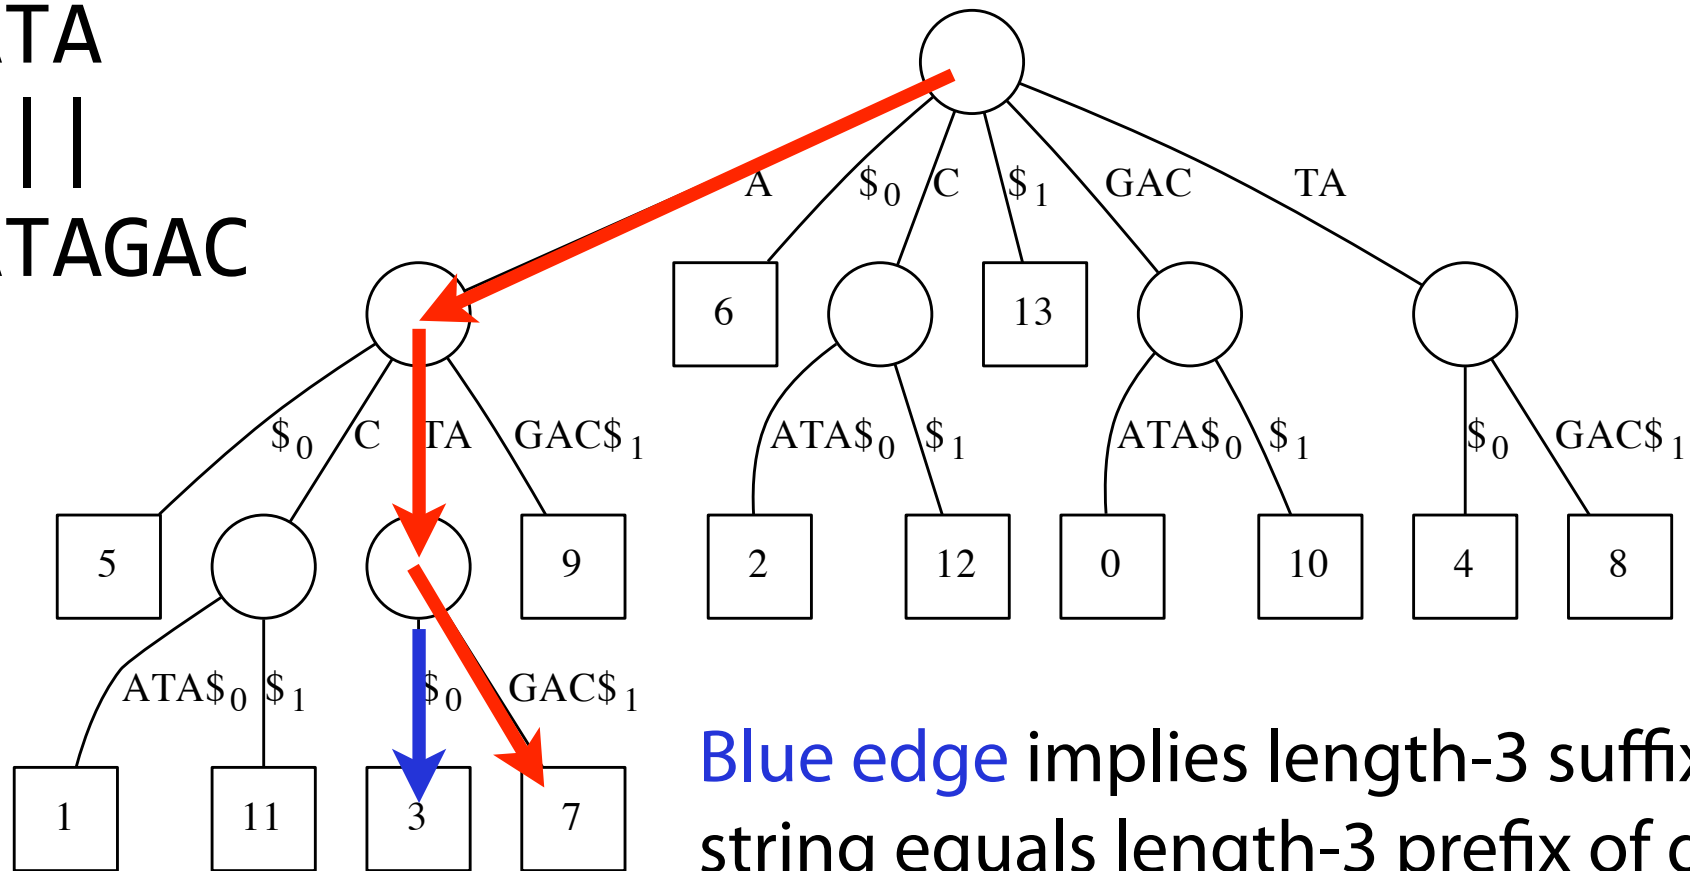 ATA
|||
ATAGAC
A $0 C $1 GAC TA
6 13
$0 C TA GAC$1 ATA$0 $1 ATA$0 $1 $0 GAC$1
5 9 2 12 0 10 4 8
ATA$0 $1 $0 GAC$1
Blue edge implies length-3 suffix
1 11 3 7
string equals length-3 prefix of